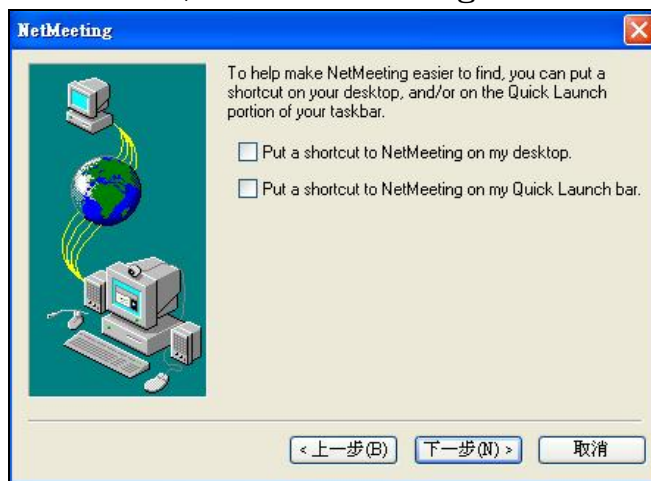 NetMeeting
To help make NetMeeting easier to find, you can put a
shortcut on your desktop, and/or on the Quick Launch
portion of your taskbar.
Put a shortcut to NetMeeting on my desktop.
Put a shortcut to NetMeeting on my Quick Launch bar.
<上一步(B) 下一步(N)> 取消